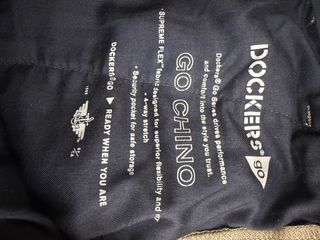 DOCKERS®
go
Dockers® Go Series drives performance
and comfort into the style you trust.
GO CHINO
•SUPREME FLEX™ fabric designed for superior flexibility and
• 4-way stretch
• Security pocket for safe storage
DOCKERS® GO ► READY WHEN YOU ARE